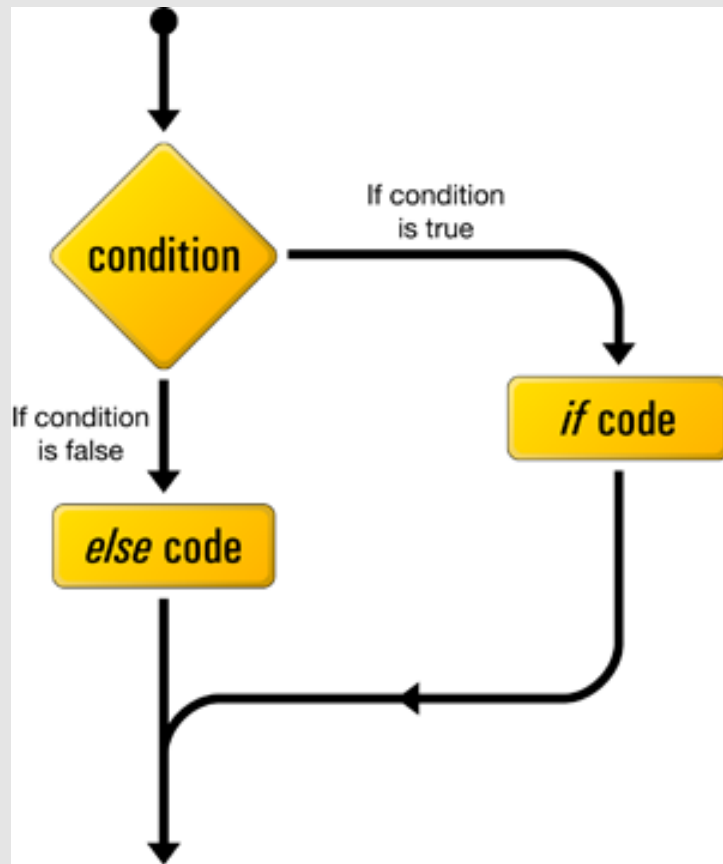 condition
If condition
is true
if code
If condition
is false
else code